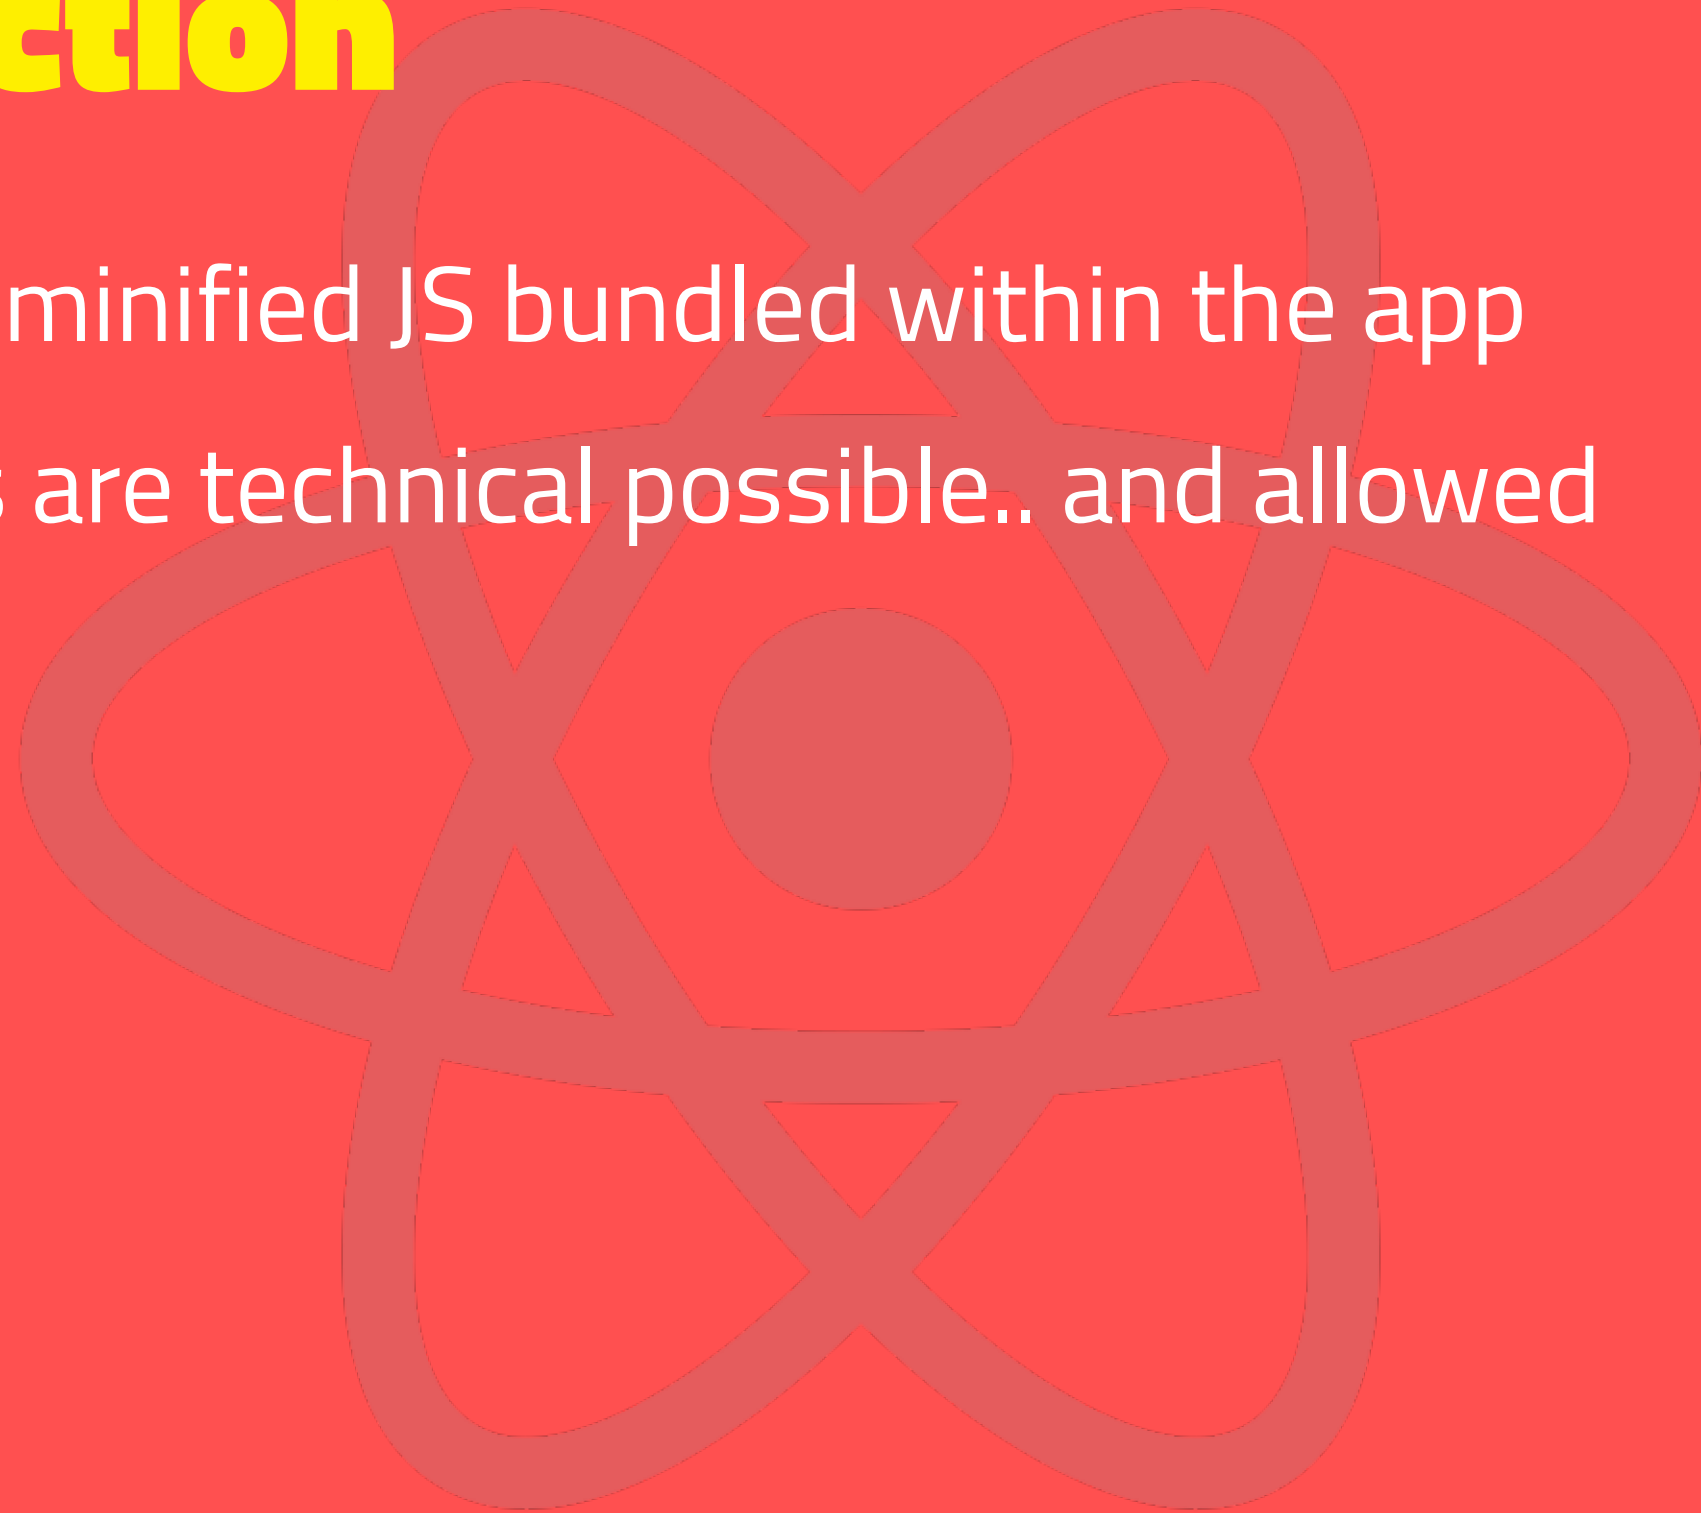 ction
minified JS bundled within the app
s are technical possible.. and allowed